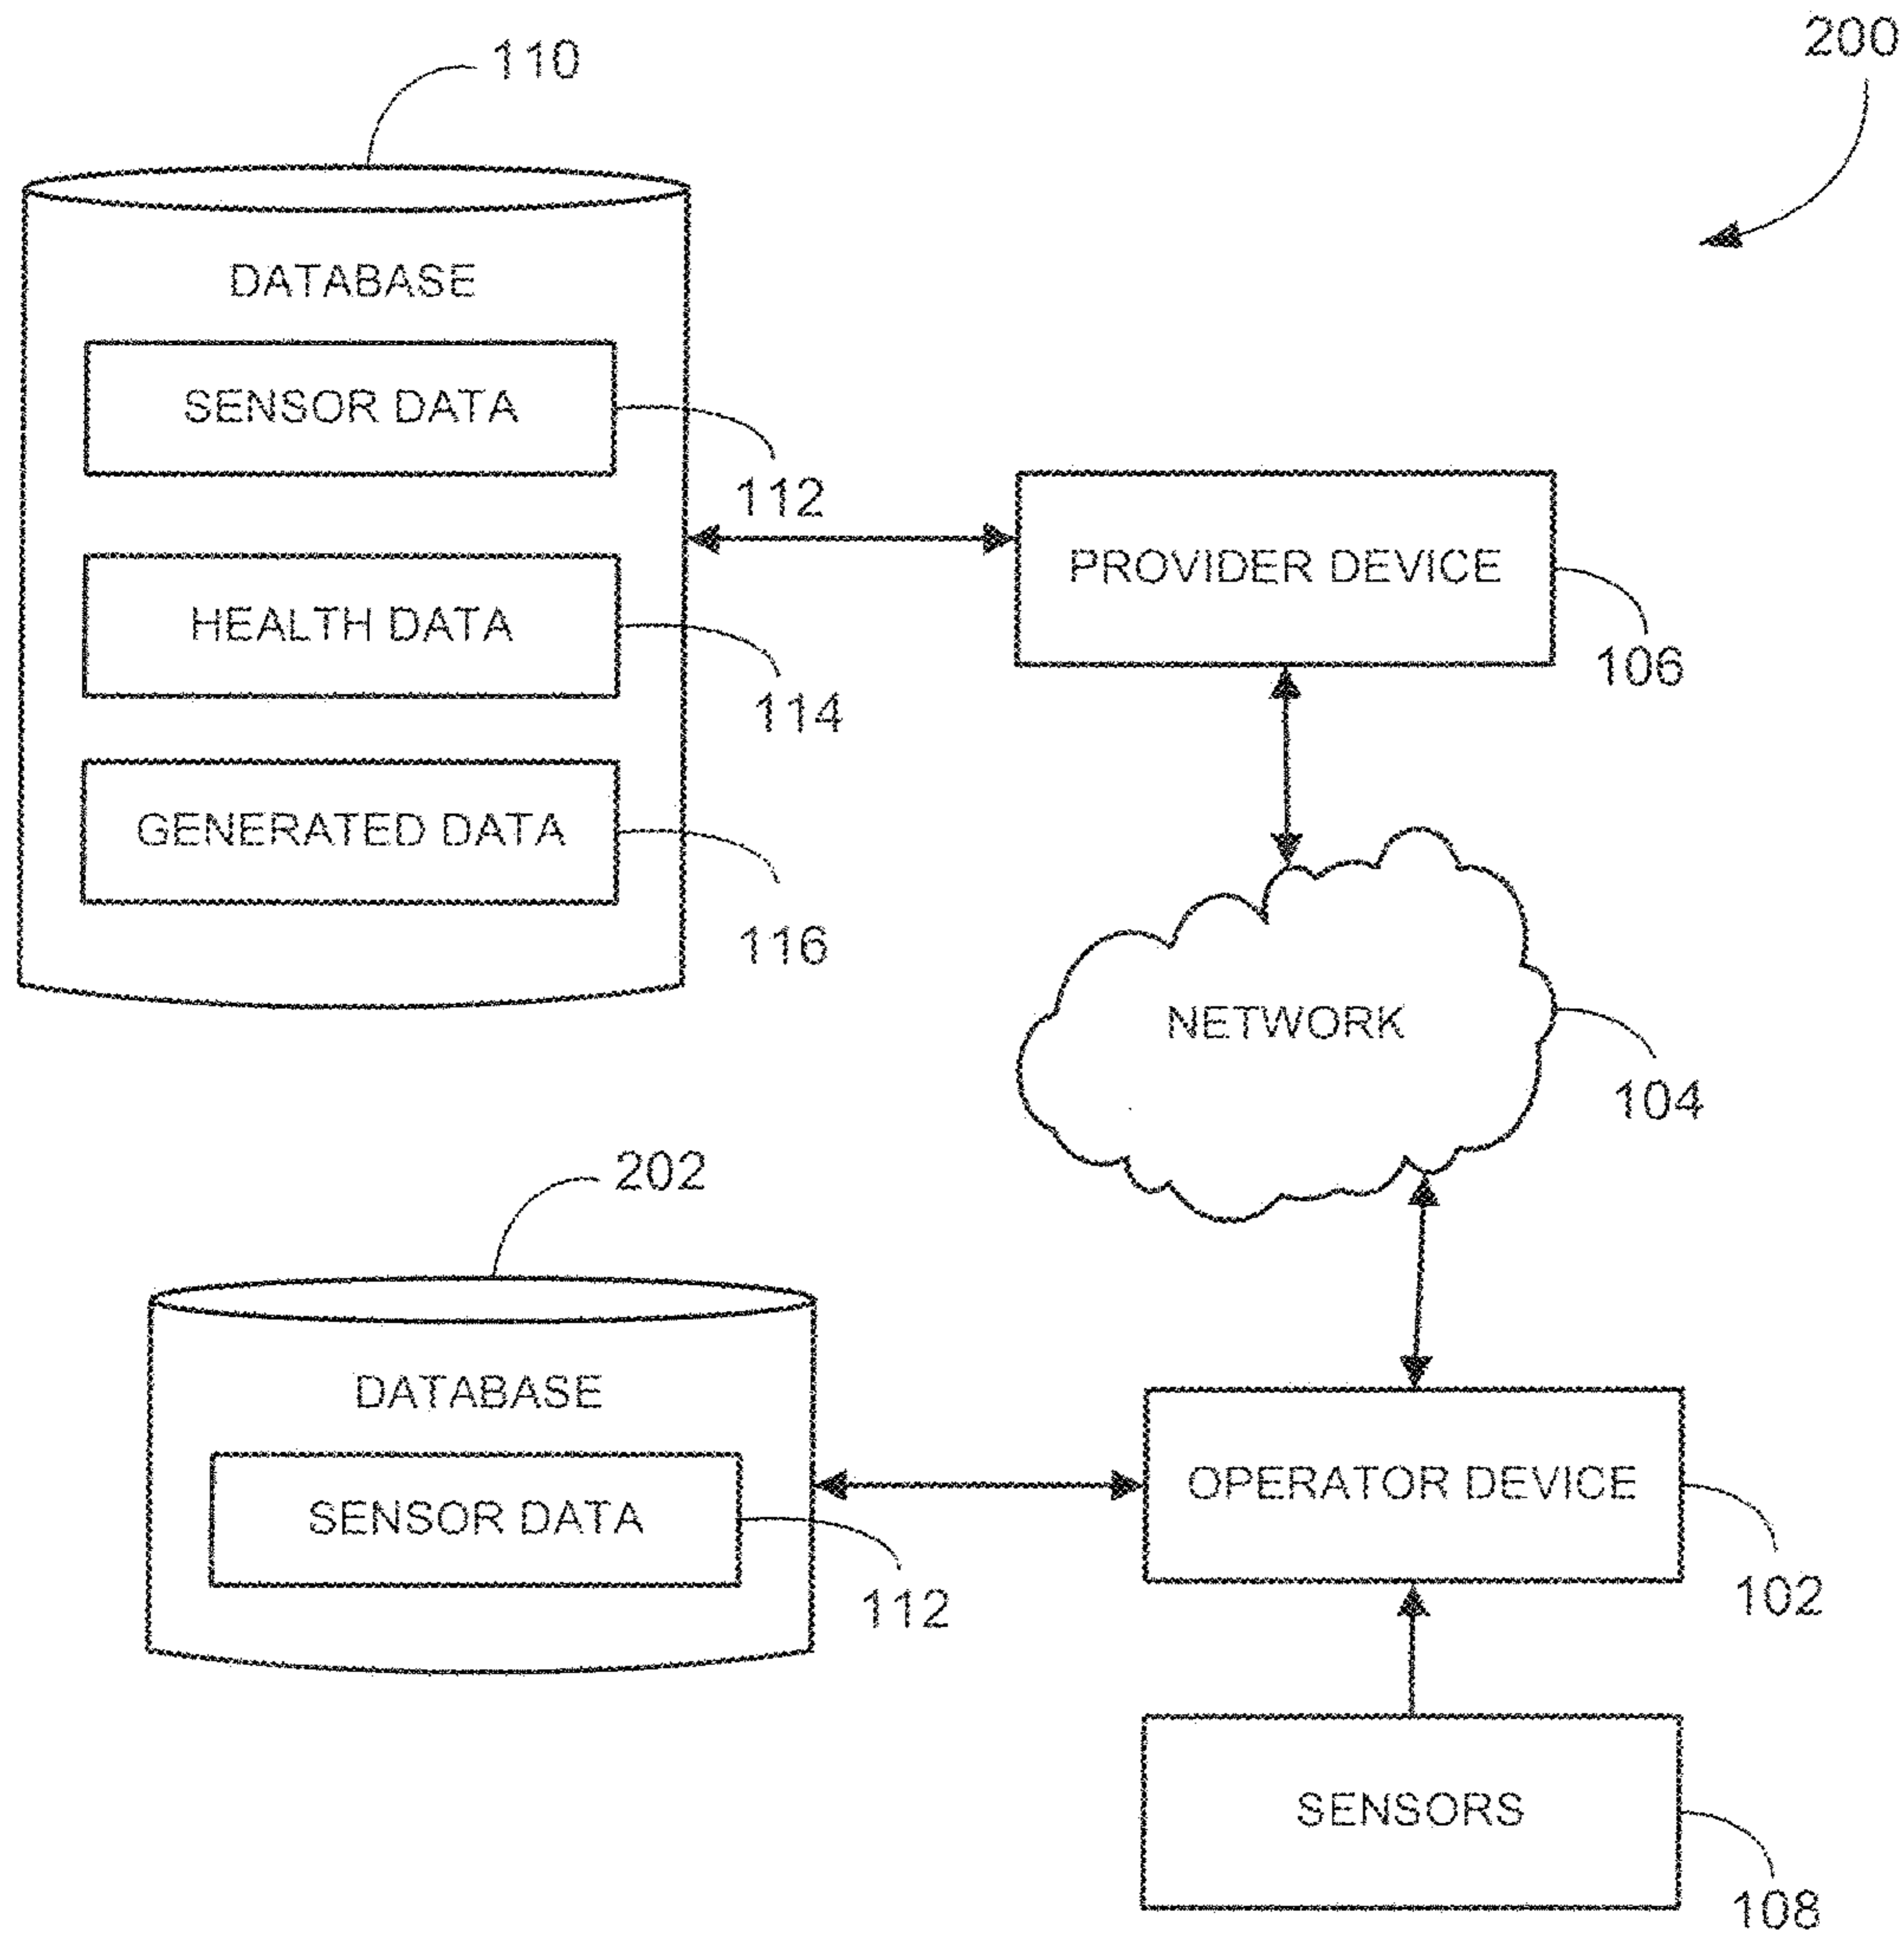 200
110
DATABASE
SENSOR DATA
112
PROVIDER DEVICE
106
HEALTH DATA
114
GENERATED DATA
116
NETWORK
104
202
DATABASE
SENSOR DATA
112
OPERATOR DEVICE
102
SENSORS
108